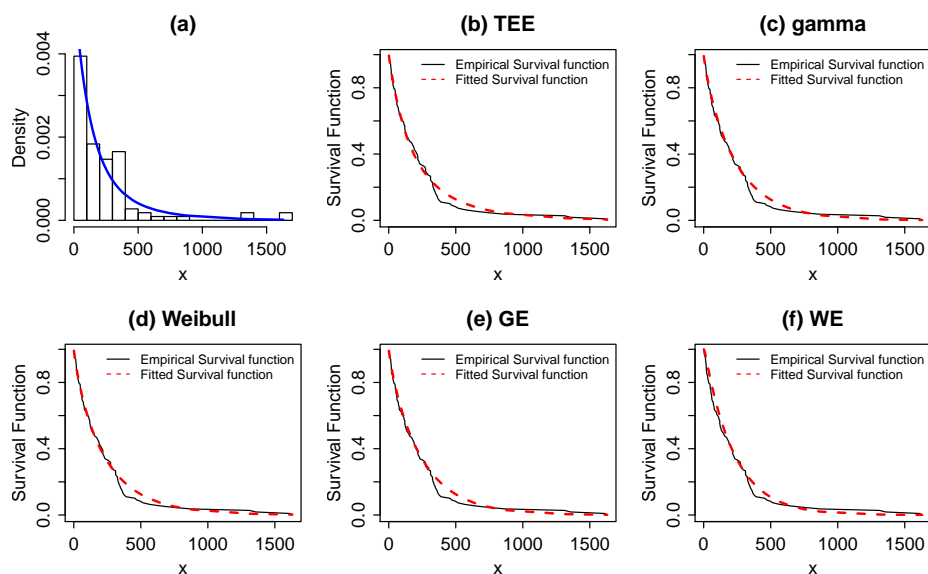 (a)
Density
0.000 0.002 0.004
0 500 1000 1500
x
(b) TEE
Survival Function
0.0 0.4 0.8
Empirical Survival function
Fitted Survival function
0 500 1000 1500
x
(c) gamma
Survival Function
0.0 0.4 0.8
Empirical Survival function
Fitted Survival function
0 500 1000 1500
x
(d) Weibull
Survival Function
0.0 0.4 0.8
Empirical Survival function
Fitted Survival function
0 500 1000 1500
x
(e) GE
Survival Function
0.0 0.4 0.8
Empirical Survival function
Fitted Survival function
0 500 1000 1500
x
(f) WE
Survival Function
0.0 0.4 0.8
Empirical Survival function
Fitted Survival function
0 500 1000 1500
x